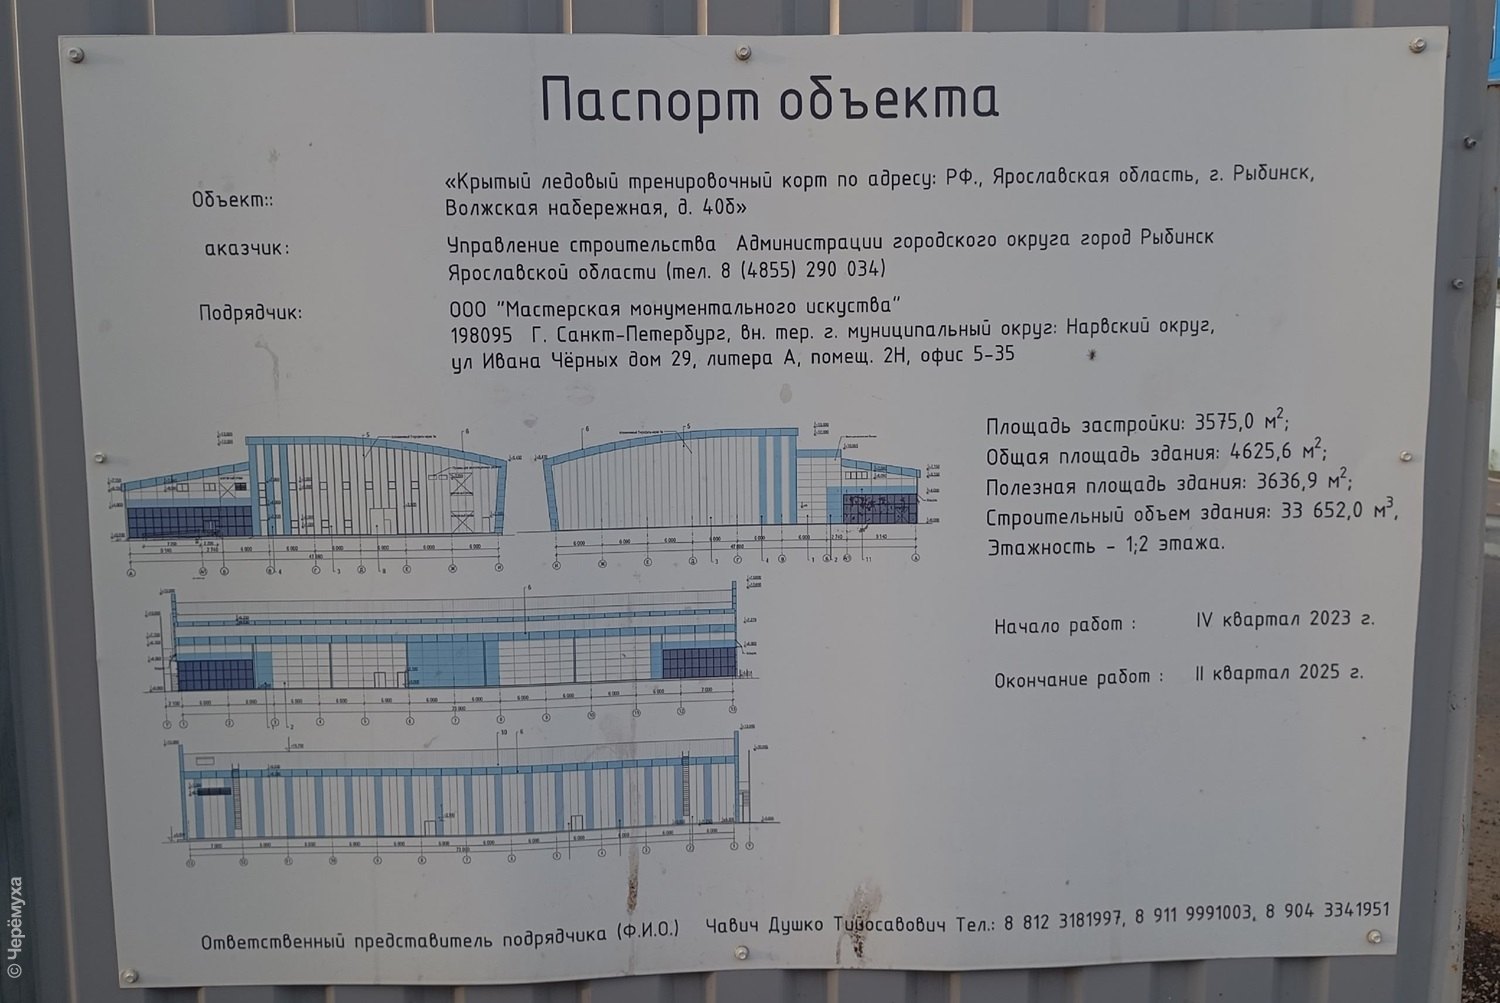 Паспорт объекта
Объект::
«Крытый ледовый тренировочный корт по адресу: РФ., Ярославская область, г. Рыбинск,
Волжская набережная, д. 40б»
аказчик:
Управление строительства Администрации городского округа город Рыбинск
Ярославской области (тел. 8 (4855) 290 034)
Подрядчик:
ООО "Мастерская монументального искуства"
198095 Г. Санкт-Петербург, вн. тер. г. муниципальный округ: Нарвский округ,
ул Ивана Чёрных дом 29, литера А, помещ. 2Н, офис 5-35
Площадь застройки: 3575,0 м²;
Общая площадь здания: 4625,6 м²;
Полезная площадь здания: 3636,9 м²;
Строительный объем здания: 33 652,0 м³,
Этажность - 1;2 этажа.
Начало работ : IV квартал 2023 г.
Окончание работ : II квартал 2025 г.
Ответственный представитель подрядчика (Ф.И.О.) Чавич Душко Тихосавович Тел.: 8 812 3181997, 8 911 9991003, 8 904 3341951
© Черёмуха